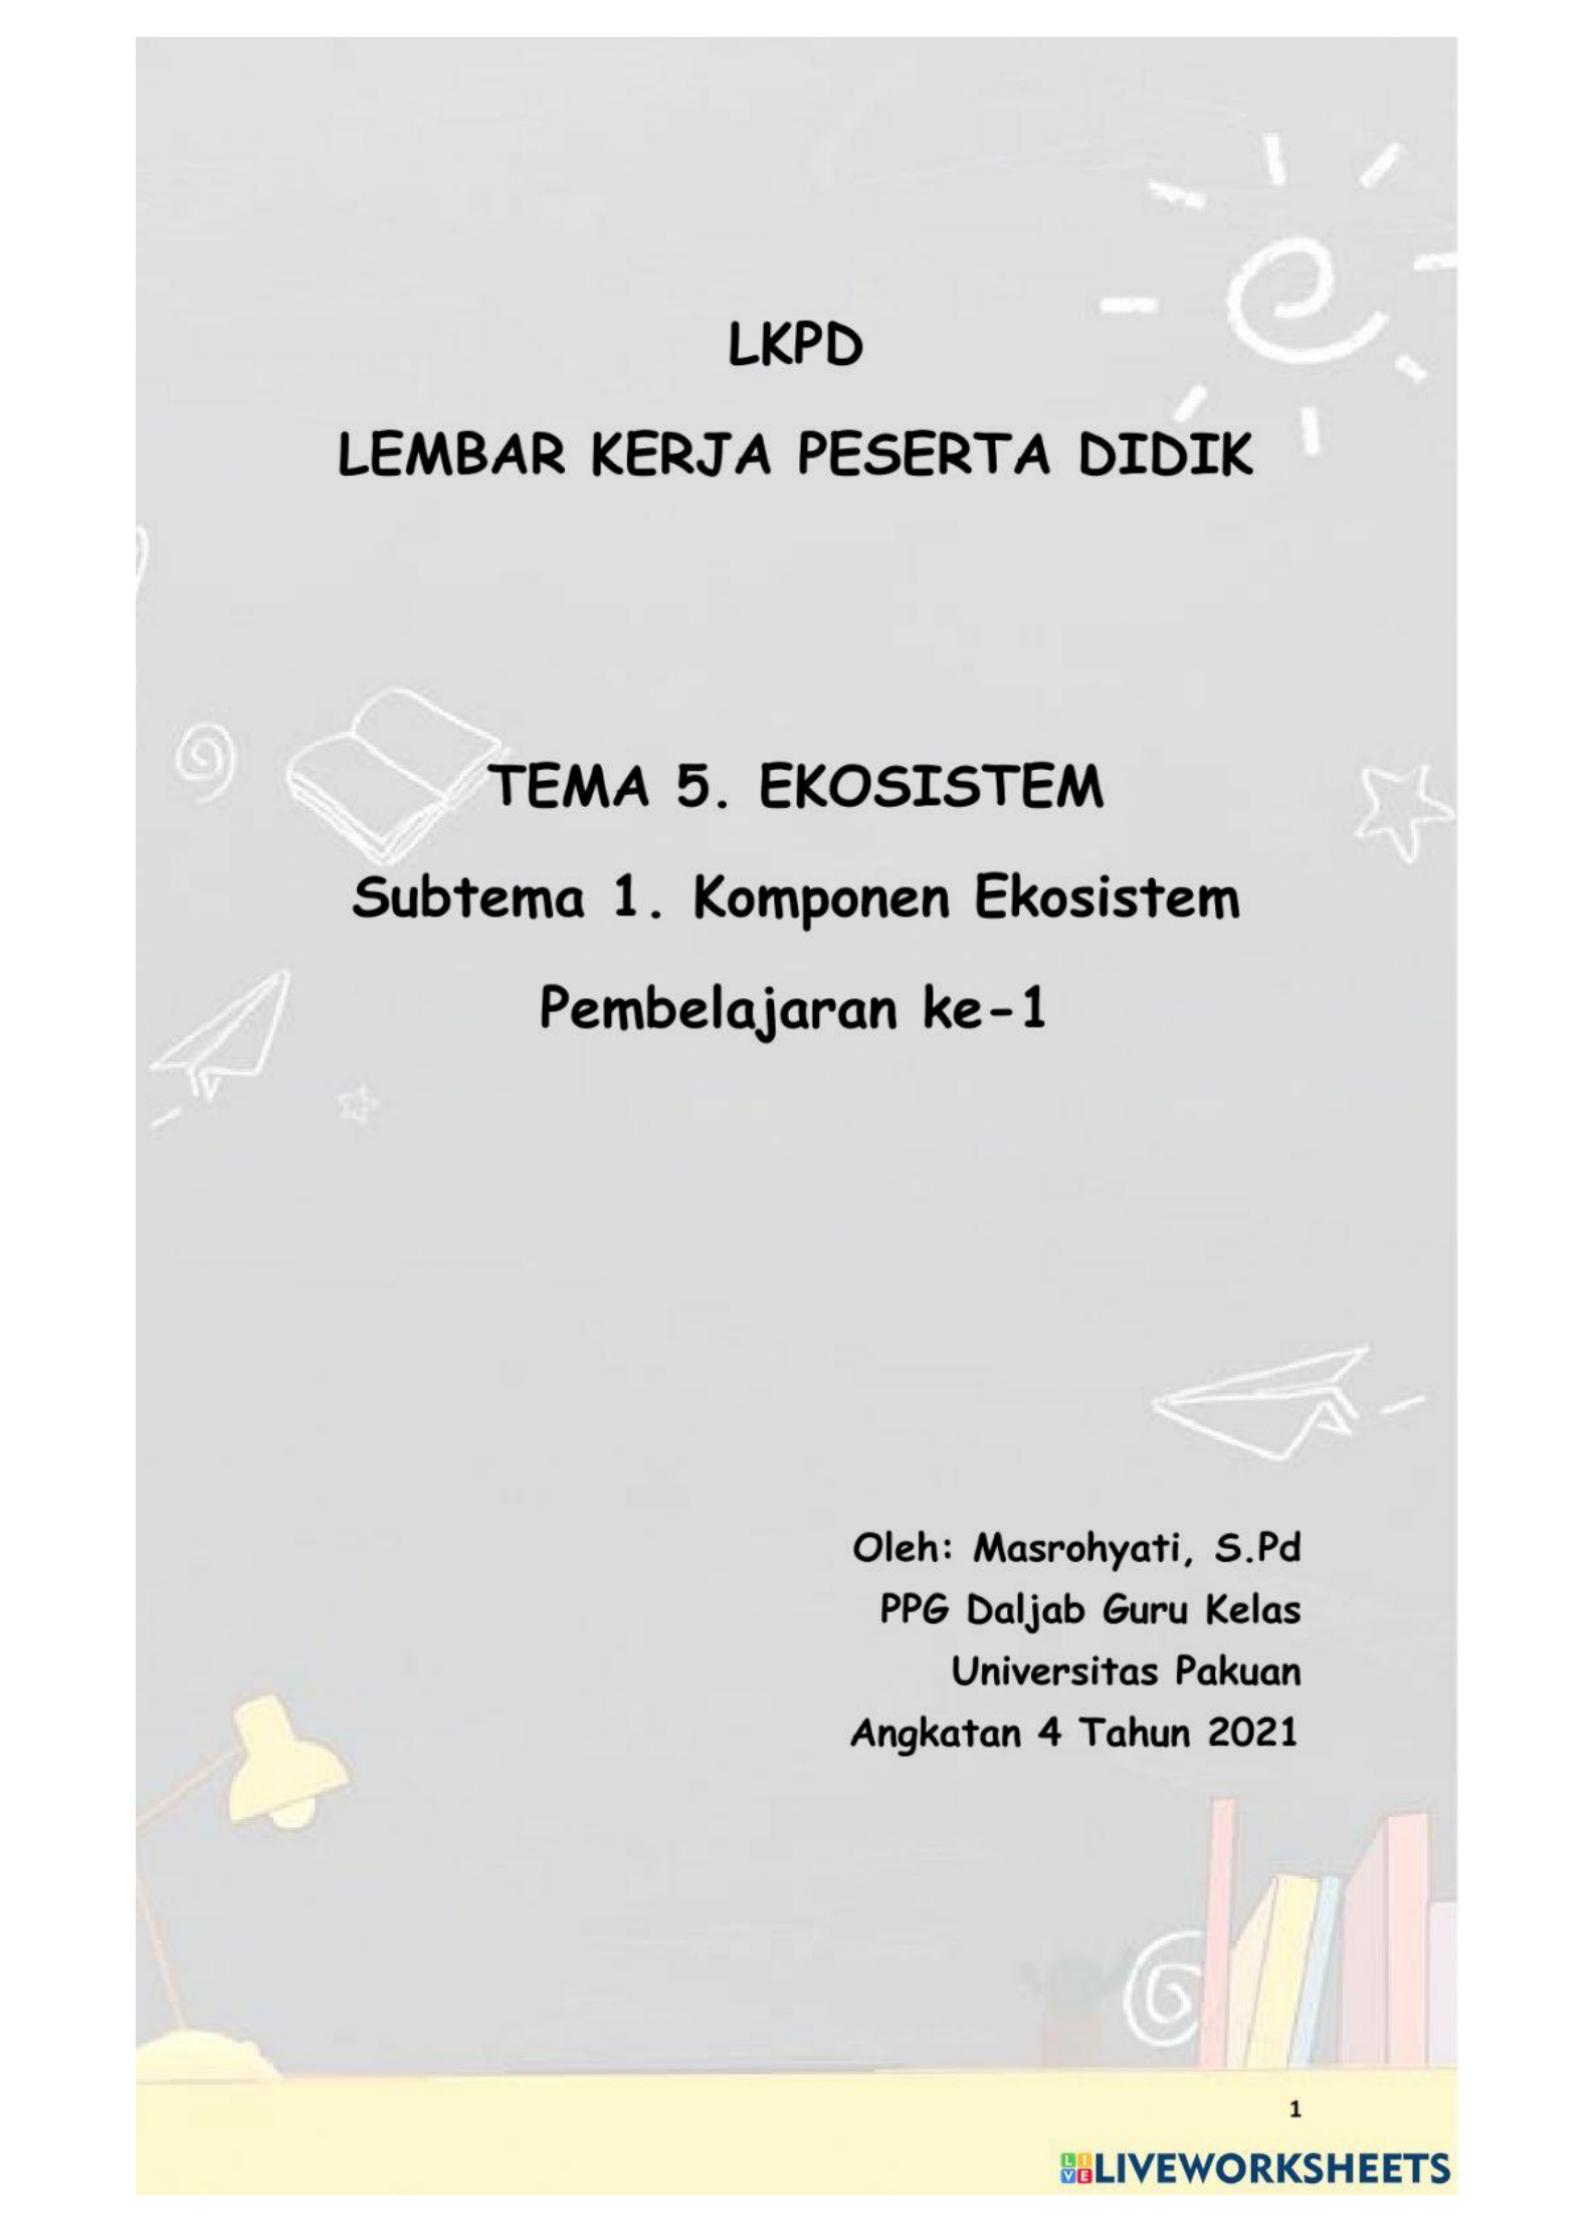 LKPD
LEMBAR KERJA PESERTA DIDIK
TEMA 5. EKOSISTEM
Subtema 1. Komponen Ekosistem
Pembelajaran ke-1
Oleh: Masrohyati, S.Pd
PPG Daljab Guru Kelas
Universitas Pakuan
Angkatan 4 Tahun 2021
1
LIVE LIVEWORKSHEETS